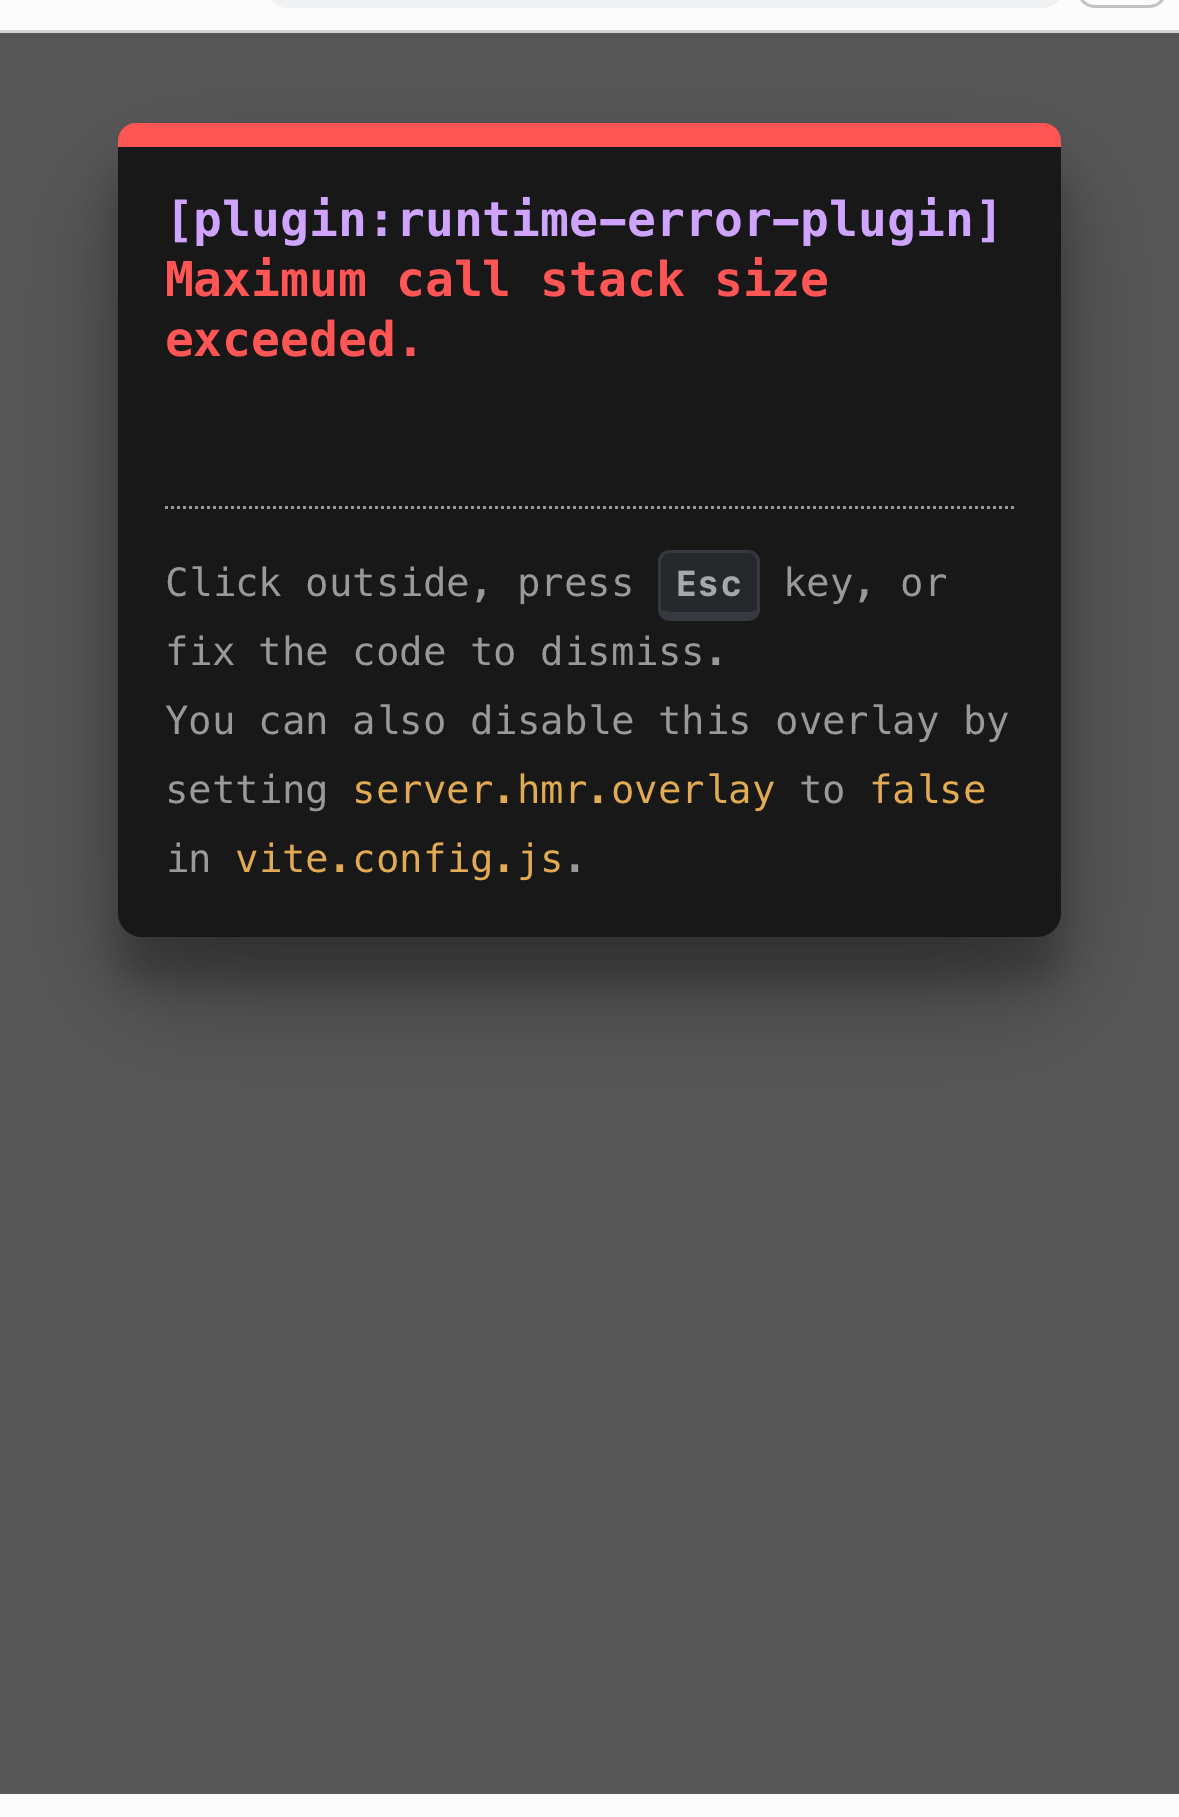 [plugin:runtime-error-plugin]
Maximum call stack size
exceeded.
Click outside, press Esc key, or
fix the code to dismiss.
You can also disable this overlay by
setting server.hmr.overlay to false
in vite.config.js.